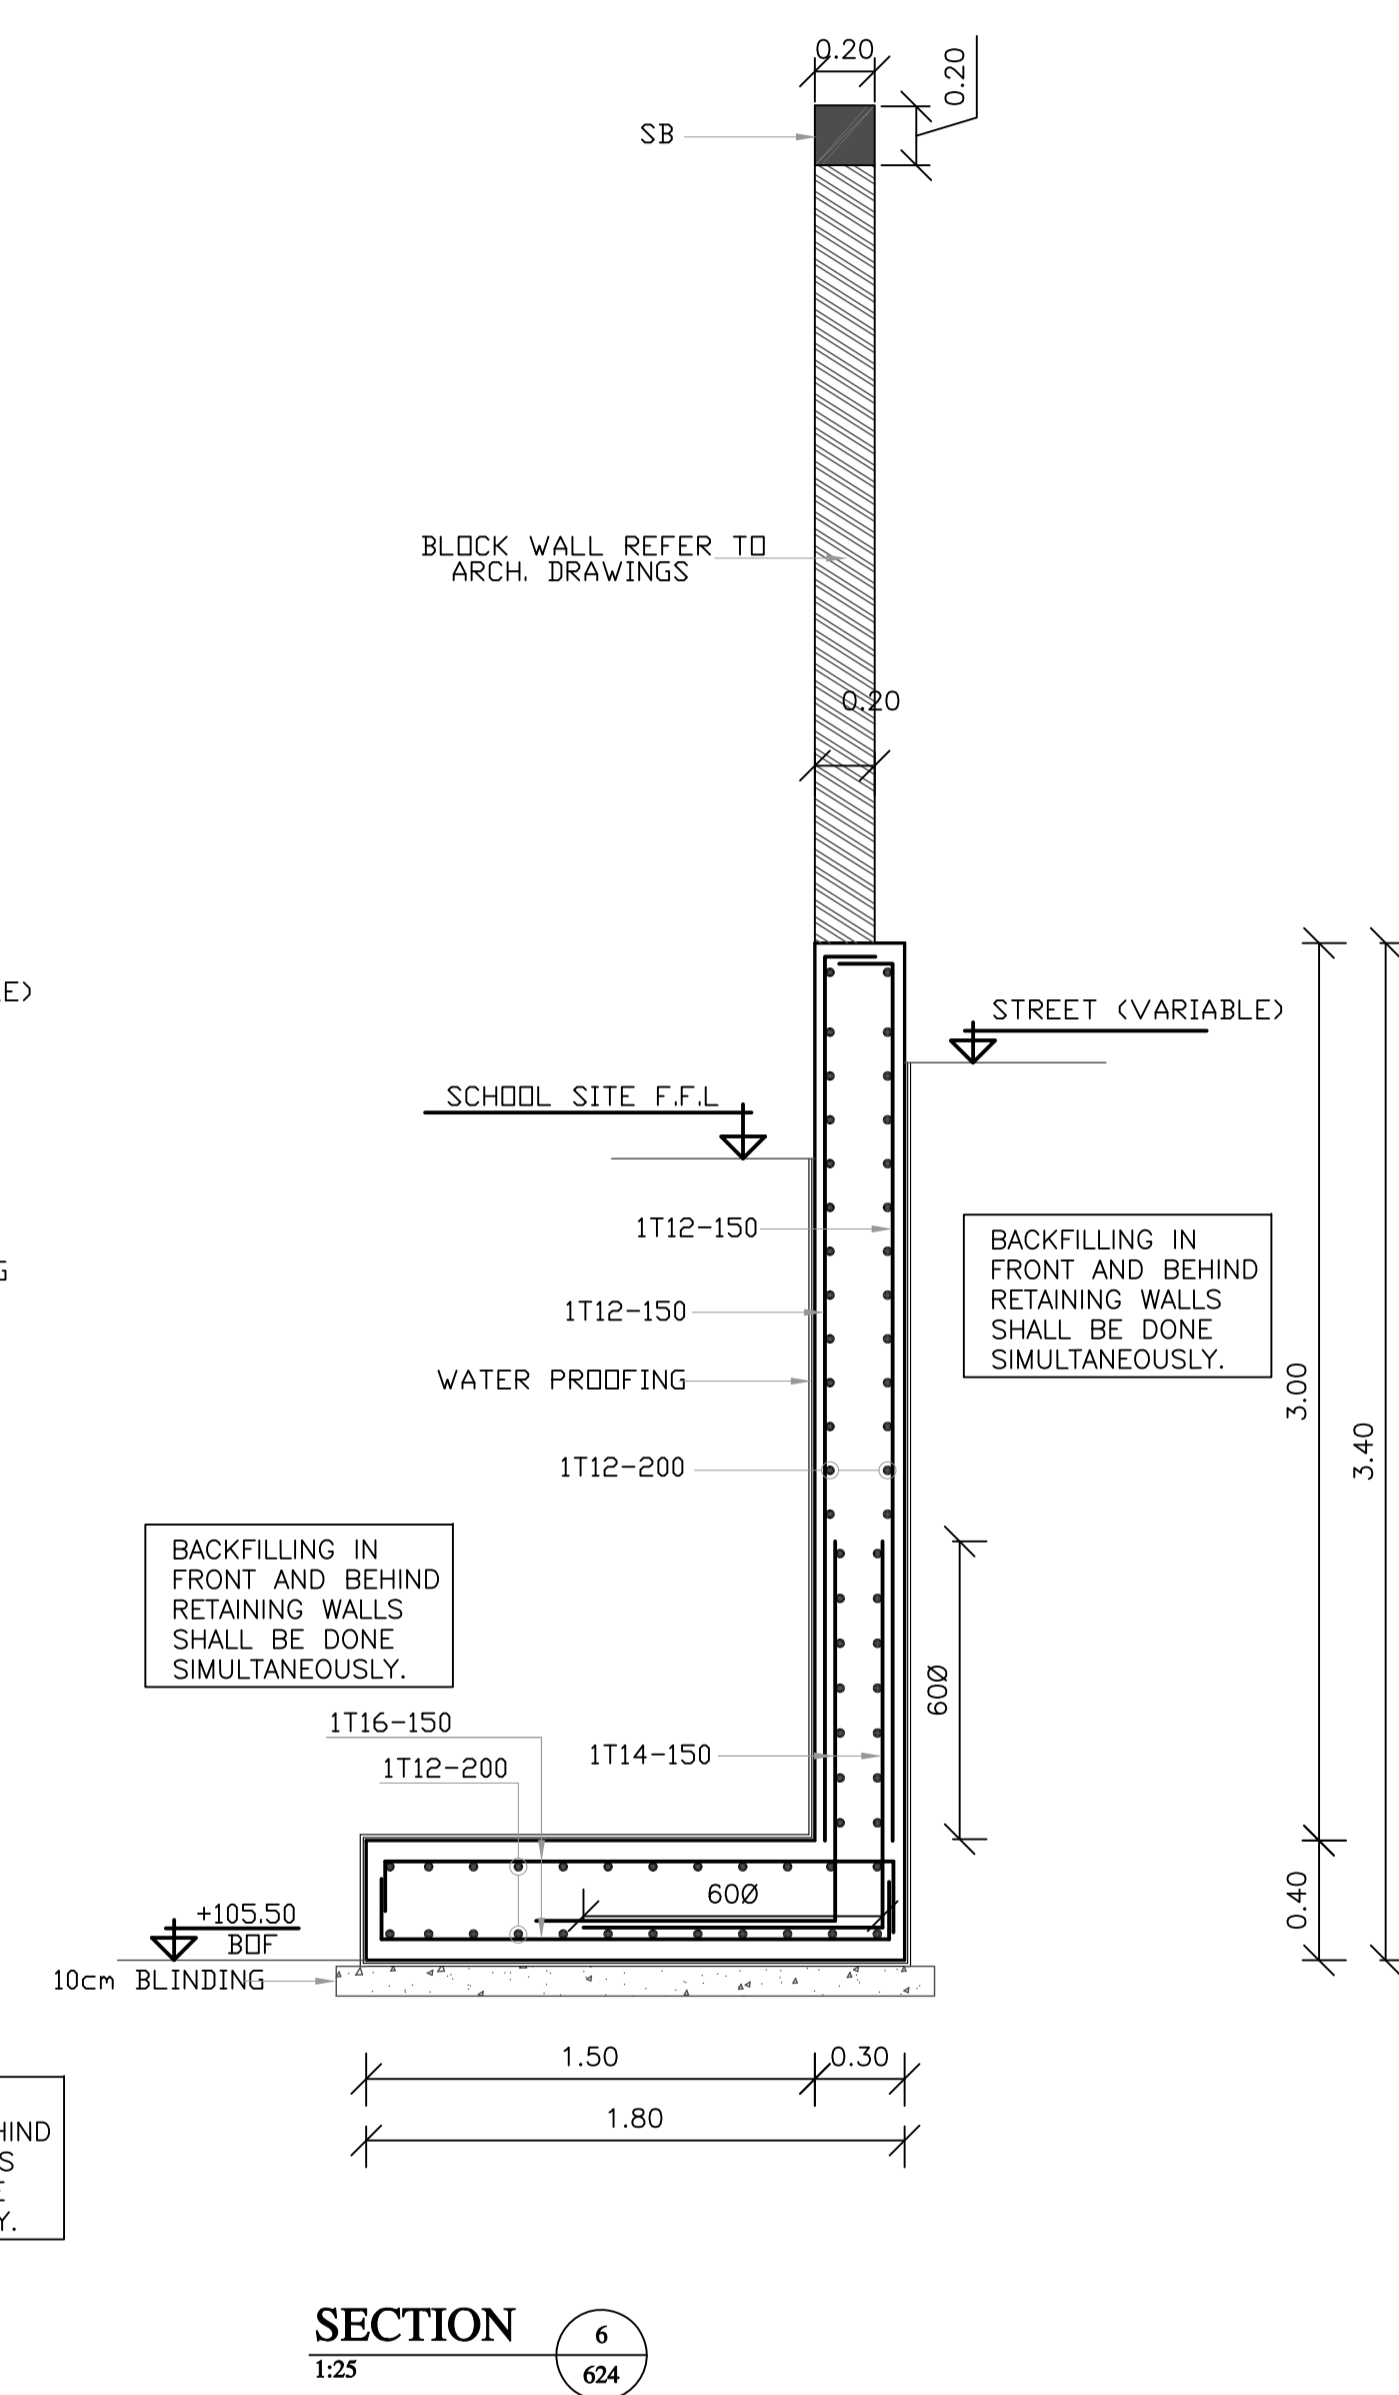 0.20
0.20
SB
BLOCK WALL REFER TO
ARCH. DRAWINGS
0.20
E)
STREET (VARIABLE)
SCHOOL SITE F.F.L
1T12-150
BACKFILLING IN
FRONT AND BEHIND
RETAINING WALLS
SHALL BE DONE
SIMULTANEOUSLY.
1T12-150
WATER PROOFING
3.00
3.40
1T12-200
BACKFILLING IN
FRONT AND BEHIND
RETAINING WALLS
SHALL BE DONE
SIMULTANEOUSLY.
60Ø
1T16-150
1T14-150
1T12-200
60Ø
0.40
+105.50
BOF
10cm BLINDING
1.50
0.30
1.80
HIND
S
E
Y.
SECTION
1:25
6
624